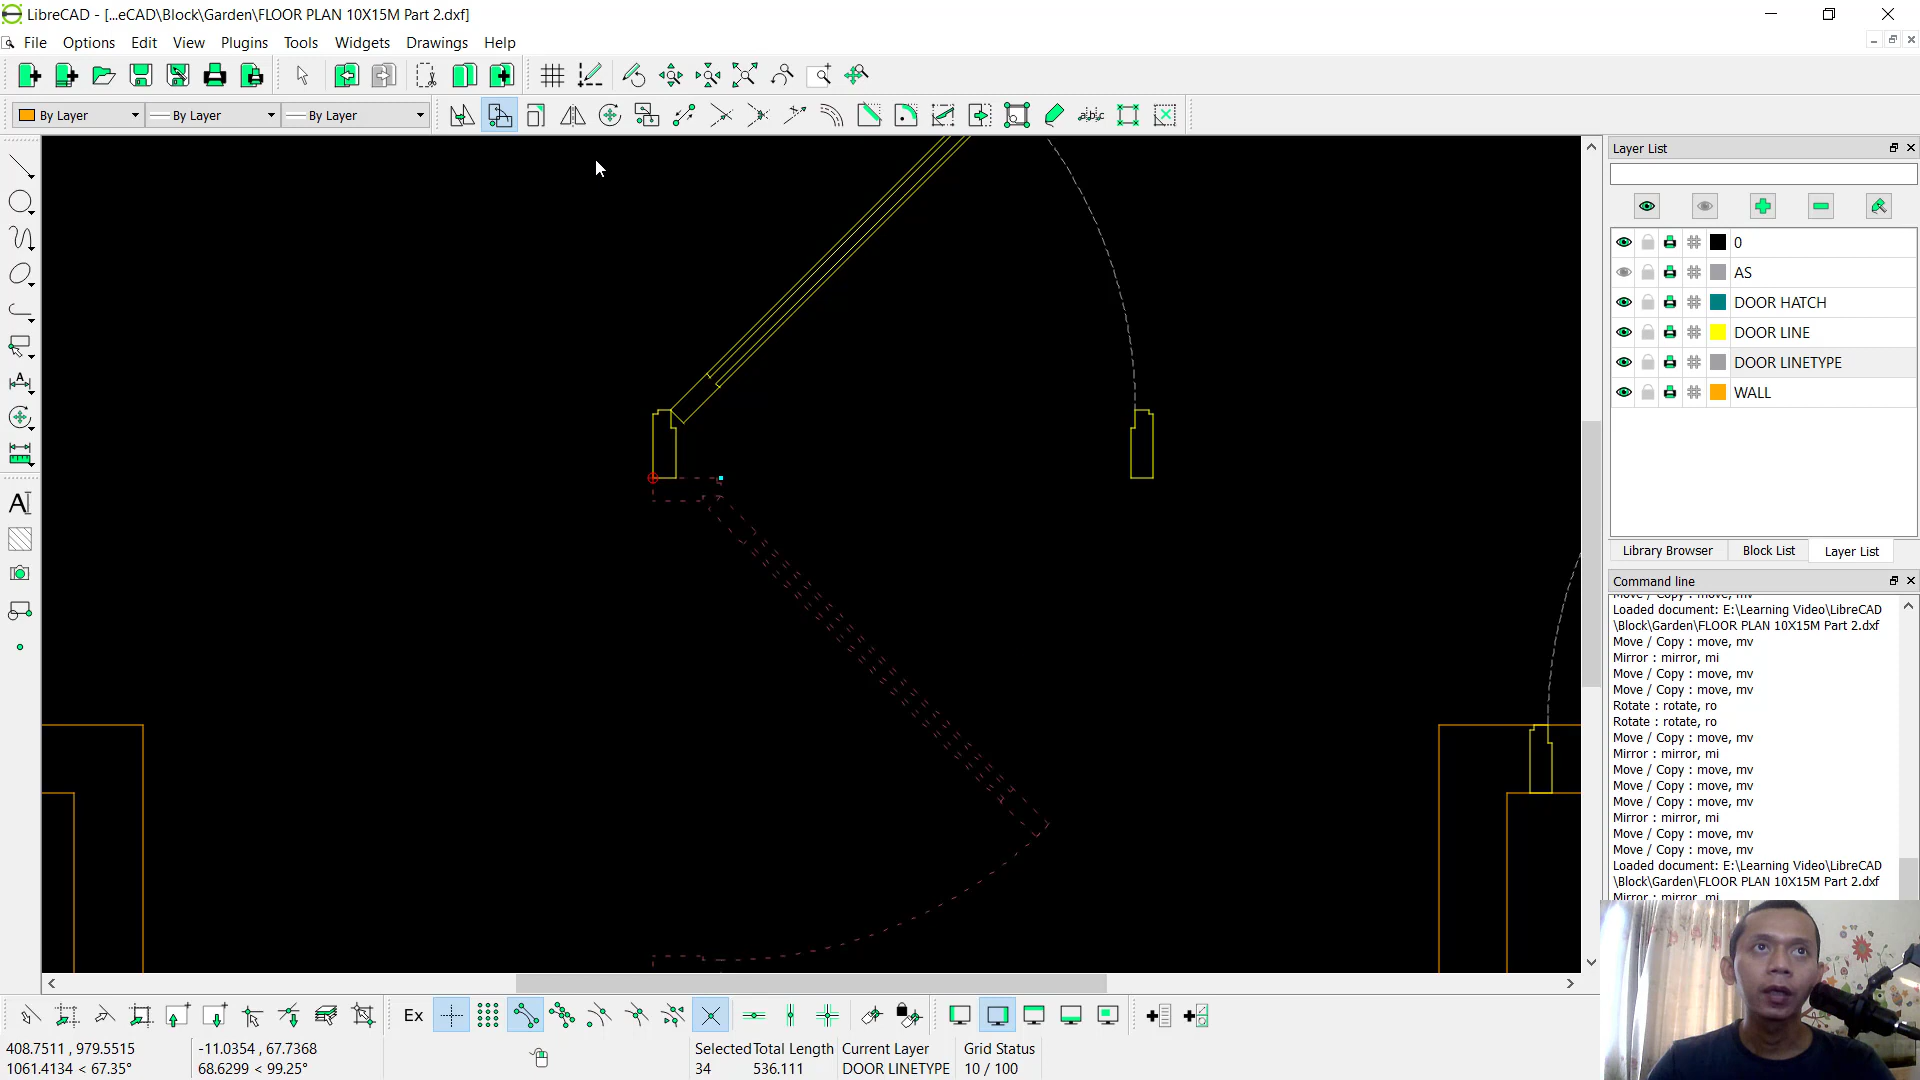 LibreCAD - [...eCAD\Block\Garden\FLOOR PLAN 10X15M Part 2.dxf]
File Options Edit View Plugins Tools Widgets Drawings Help
By Layer By Layer By Layer
abc
Layer List
0
AS
DOOR HATCH
DOOR LINE
DOOR LINETYPE
WALL
Library Browser Block List Layer List
Command line
Move / Copy : move, mv
Loaded document: E:\Learning Video\LibreCAD
\Block\Garden\FLOOR PLAN 10X15M Part 2.dxf
Move / Copy : move, mv
Mirror : mirror, mi
Move / Copy : move, mv
Move / Copy : move, mv
Rotate : rotate, ro
Rotate : rotate, ro
Move / Copy : move, mv
Mirror : mirror, mi
Move / Copy : move, mv
Move / Copy : move, mv
Move / Copy : move, mv
Mirror : mirror, mi
Move / Copy : move, mv
Move / Copy : move, mv
Loaded document: E:\Learning Video\LibreCAD
\Block\Garden\FLOOR PLAN 10X15M Part 2.dxf
Mirror : mirror, mi
A
A
Ex
408.7511 , 979.5515 -11.0354 , 67.7368 Selected Total Length Current Layer Grid Status
1061.4134 < 67.35° 68.6299 < 99.25° 34 536.111 DOOR LINETYPE 10 / 100